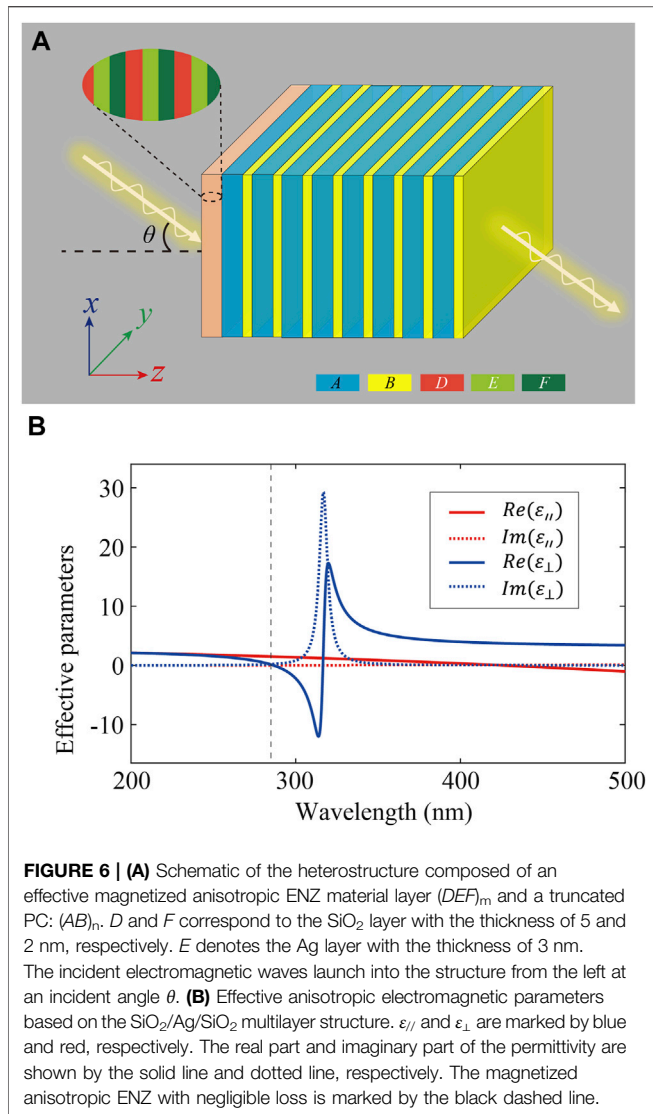 A
θ
x
y
z
A B D E F
B
Effective parameters
30
20
10
0
-10
200 300 400 500
Wavelength (nm)
Re(ε//)
Im(ε//)
Re(ε⊥)
Im(ε⊥)
FIGURE 6 | (A) Schematic of the heterostructure composed of an
effective magnetized anisotropic ENZ material layer (DEF)m and a truncated
PC: (AB)n. D and F correspond to the SiO2 layer with the thickness of 5 and
2 nm, respectively. E denotes the Ag layer with the thickness of 3 nm.
The incident electromagnetic waves launch into the structure from the left at
an incident angle θ. (B) Effective anisotropic electromagnetic parameters
based on the SiO2/Ag/SiO2 multilayer structure. ε// and ε⊥ are marked by blue
and red, respectively. The real part and imaginary part of the permittivity are
shown by the solid line and dotted line, respectively. The magnetized
anisotropic ENZ with negligible loss is marked by the black dashed line.